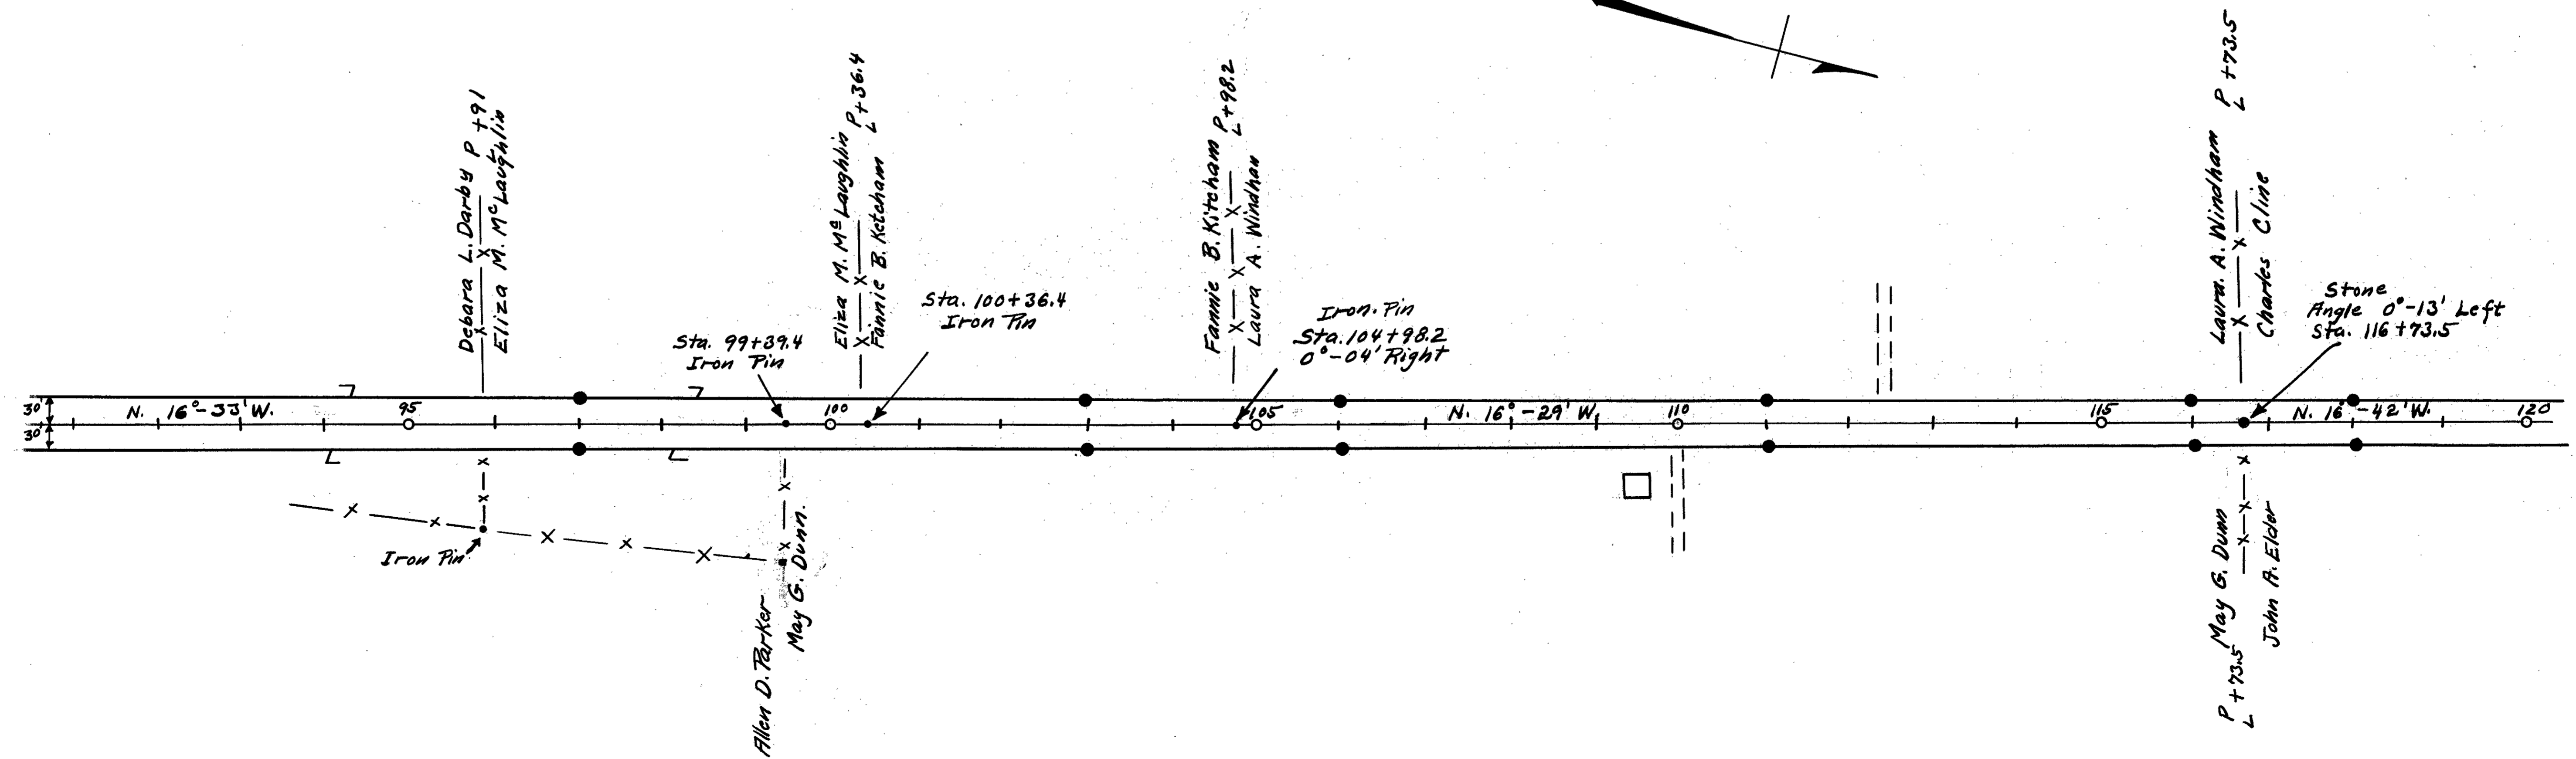 Debara L. Darby P L +91
Eliza M. McLaughlin
Eliza M. McLaughlin P L +36.4
Fannie B. Ketcham
Fannie B. Kitcham P L +98.2
Laura A. Windhan
Laura. A. Windham P L +73.5
Charles Cline
Sta. 99+39.4
Iron Pin
Sta. 100+36.4
Iron Pin
Iron. Pin
Sta. 104+98.2
0°-04' Right
Stone
Angle 0°-13' Left
Sta. 116+73.5
30'
30'
N. 16°-33' W.
95
100
105
N. 16°-29' W.
110
115
N. 16°-42' W.
120
Iron Pin
Allen D. Parker
May G. Dunn.
P L +73.5 May G. Dunn
John A. Elder